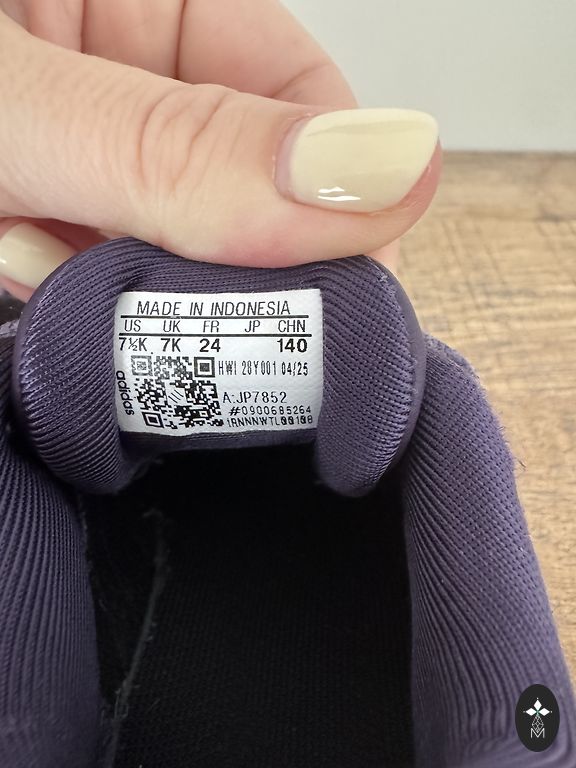 MADE IN INDONESIA
US UK FR JP CHN
7½K 7K 24 140
HWI 28Y001 04/25
adidas
A:JP7852
#0900685264
M